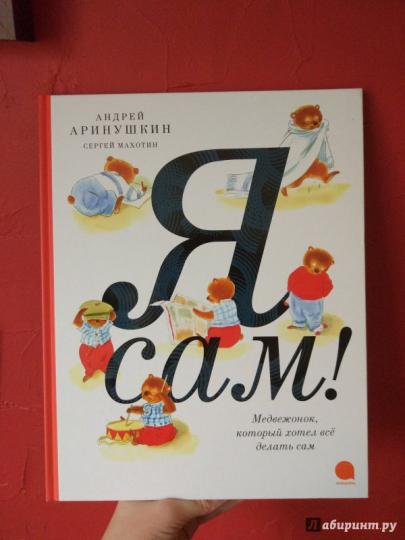 АНДРЕЙ
АРИНУШКИН
СЕРГЕЙ МАХОТИН
Я
сам!
Медвежонок,
который хотел всё
делать сам
Лабиринт.ру